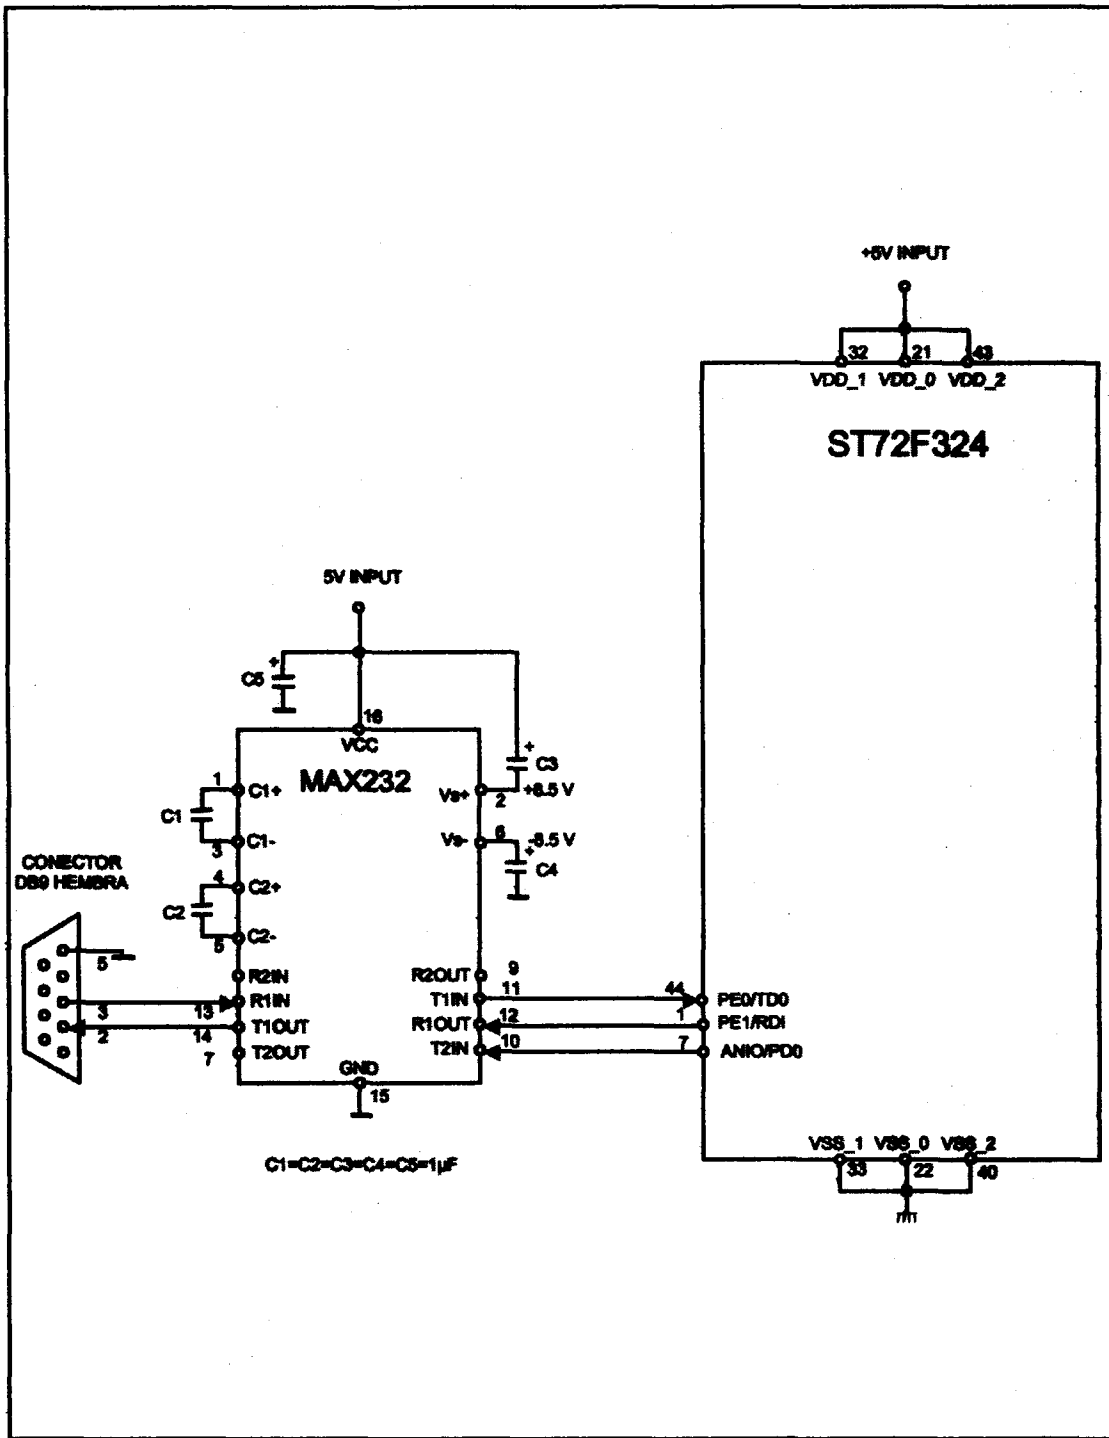 +5V INPUT
32 21 43
VDD_1 VDD_0 VDD_2
ST72F324
5V INPUT
C5 +
16
VCC
MAX232
+ C3
1 C1+
Vs+ 2 +8.5 V
C1
3 C1-
Vs- 6 -8.5 V
+ C4
CONECTOR
DB9 HEMBRA
4 C2+
C2
5 C2-
5
R2IN
R2OUT 9
3 13 R1IN
T1IN 11 44 PE0/TD0
2 14 T1OUT
R1OUT 12 1 PE1/RDI
7 T2OUT
T2IN 10 7 ANIO/PD0
GND
15
VSS_1 VSS_0 VSS_2
33 22 40
C1=C2=C3=C4=C5=1µF